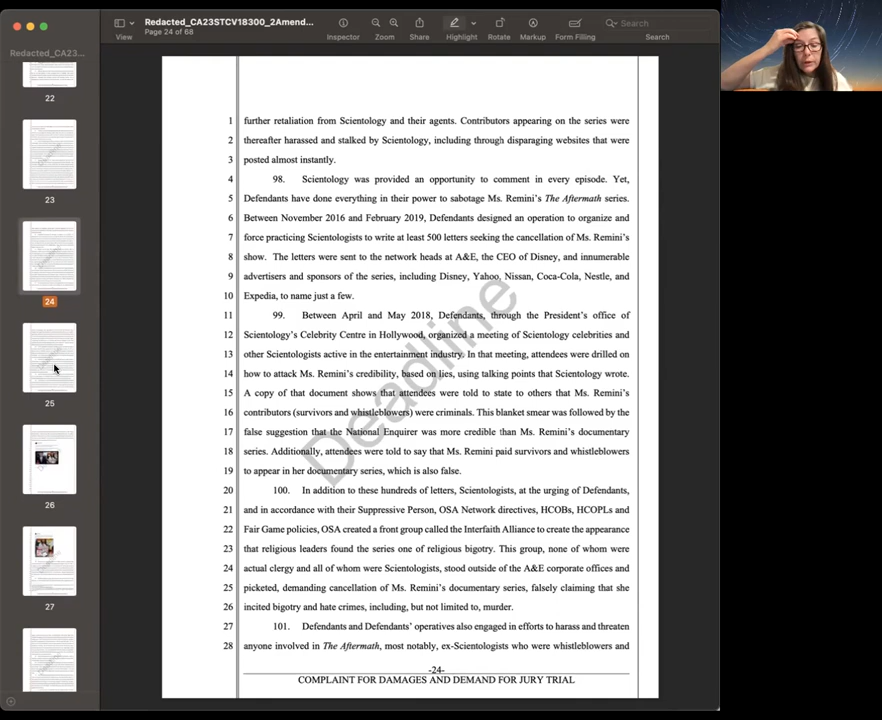 Redacted_CA23STCV18300_2Amend...
Page 24 of 68
View
Inspector
Zoom
Share
Highlight
Rotate
Markup
Form Filling
Search
Search
Redacted_CA23...
22
23
24
25
26
27
1 further retaliation from Scientology and their agents. Contributors appearing on the series were
2 thereafter harassed and stalked by Scientology, including through disparaging websites that were
3 posted almost instantly.
4 98. Scientology was provided an opportunity to comment in every episode. Yet,
5 Defendants have done everything in their power to sabotage Ms. Remini's The Aftermath series.
6 Between November 2016 and February 2019, Defendants designed an operation to organize and
7 force practicing Scientologists to write at least 500 letters seeking the cancellation of Ms. Remini's
8 show. The letters were sent to the network heads at A&E, the CEO of Disney, and innumerable
9 advertisers and sponsors of the series, including Disney, Yahoo, Nissan, Coca-Cola, Nestle, and
10 Expedia, to name just a few.
11 99. Between April and May 2018, Defendants, through the President's office of
12 Scientology's Celebrity Centre in Hollywood, organized a meeting of Scientology celebrities and
13 other Scientologists active in the entertainment industry. In that meeting, attendees were drilled on
14 how to attack Ms. Remini's credibility, based on lies, using talking points that Scientology wrote.
15 A copy of that document shows that attendees were told to state to others that Ms. Remini's
16 contributors (survivors and whistleblowers) were criminals. This blanket smear was followed by the
17 false suggestion that the National Enquirer was more credible than Ms. Remini's documentary
18 series. Additionally, attendees were told to say that Ms. Remini paid survivors and whistleblowers
19 to appear in her documentary series, which is also false.
20 100. In addition to these hundreds of letters, Scientologists, at the urging of Defendants,
21 and in accordance with their Suppressive Person, OSA Network directives, HCOBs, HCOPLs and
22 Fair Game policies, OSA created a front group called the Interfaith Alliance to create the appearance
23 that religious leaders found the series one of religious bigotry. This group, none of whom were
24 actual clergy and all of whom were Scientologists, stood outside of the A&E corporate offices and
25 picketed, demanding cancellation of Ms. Remini's documentary series, falsely claiming that she
26 incited bigotry and hate crimes, including, but not limited to, murder.
27 101. Defendants and Defendants' operatives also engaged in efforts to harass and threaten
28 anyone involved in The Aftermath, most notably, ex-Scientologists who were whistleblowers and
-24-
COMPLAINT FOR DAMAGES AND DEMAND FOR JURY TRIAL
Deadline